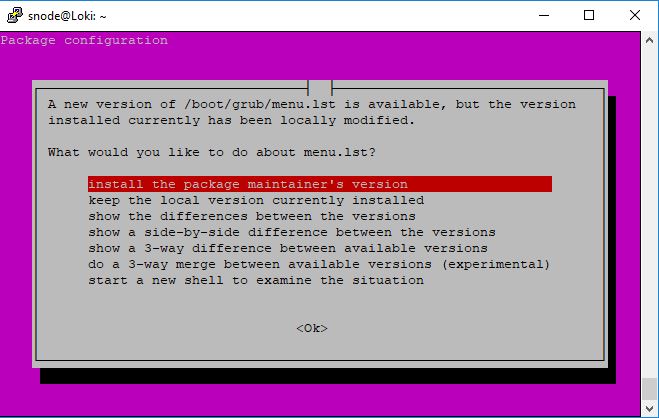 snode@Loki: ~
Package configuration
A new version of /boot/grub/menu.lst is available, but the version
installed currently has been locally modified.
What would you like to do about menu.lst?
install the package maintainer's version
keep the local version currently installed
show the differences between the versions
show a side-by-side difference between the versions
show a 3-way difference between available versions
do a 3-way merge between available versions (experimental)
start a new shell to examine the situation
<Ok>